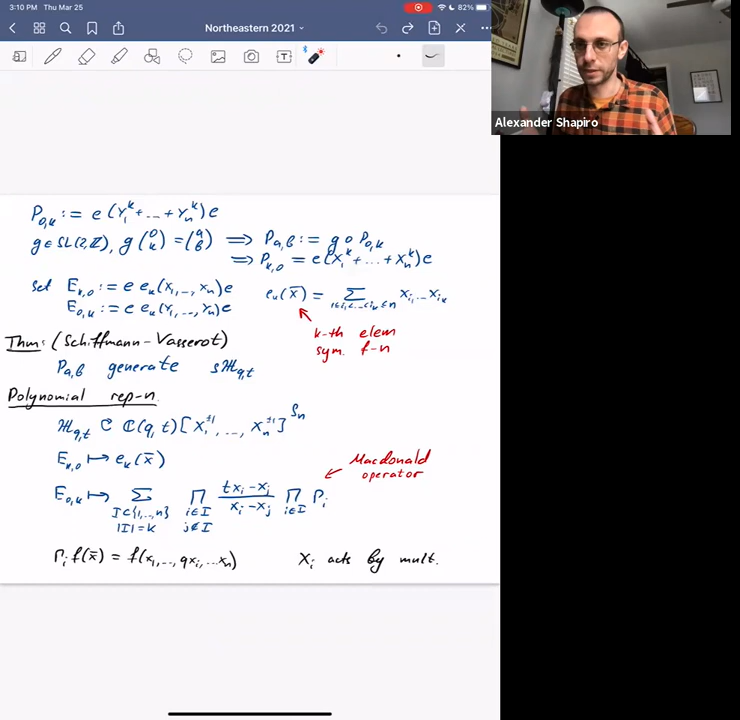 3:10 PM Thu Mar 25
82%
Northeastern 2021
Alexander Shapiro
P_{0,k} := e(Y_1^k + ... + Y_n^k)e
g ∈ SL(2,ℤ), g(0 k) = (a b) ⟹ P_{a,b} := g ∘ P_{0,k}
⟹ P_{k,0} = e(X_1^k + ... + X_n^k)e
Set E_{k,0} := e e_k(X_1,...,X_n)e
e_k(x̄) = Σ_{1≤i_1<...<i_k≤n} x_{i_1}...x_{i_k}
E_{0,k} := e e_k(Y_1,...,Y_n)e
k-th elem
sym. f-n
Thm: (Schiffmann-Vasserot)
P_{a,b} generate sℋ_{q,t}
Polynomial rep-n.
ℋ_{q,t} ↻ ℂ(q,t)[x_1^{±1},...,x_n^{±1}]^{S_n}
E_{k,0} ↦ e_k(x̄)
Macdonald
operator
E_{0,k} ↦ Σ_{I⊂{1,...,n} |I|=k} Π_{i∈I j∉I} (tx_i - x_j)/(x_i - x_j) Π_{i∈I} Γ_i
Γ_i f(x̄) = f(x_1,..,qx_i,...x_n) X_i acts by mult.